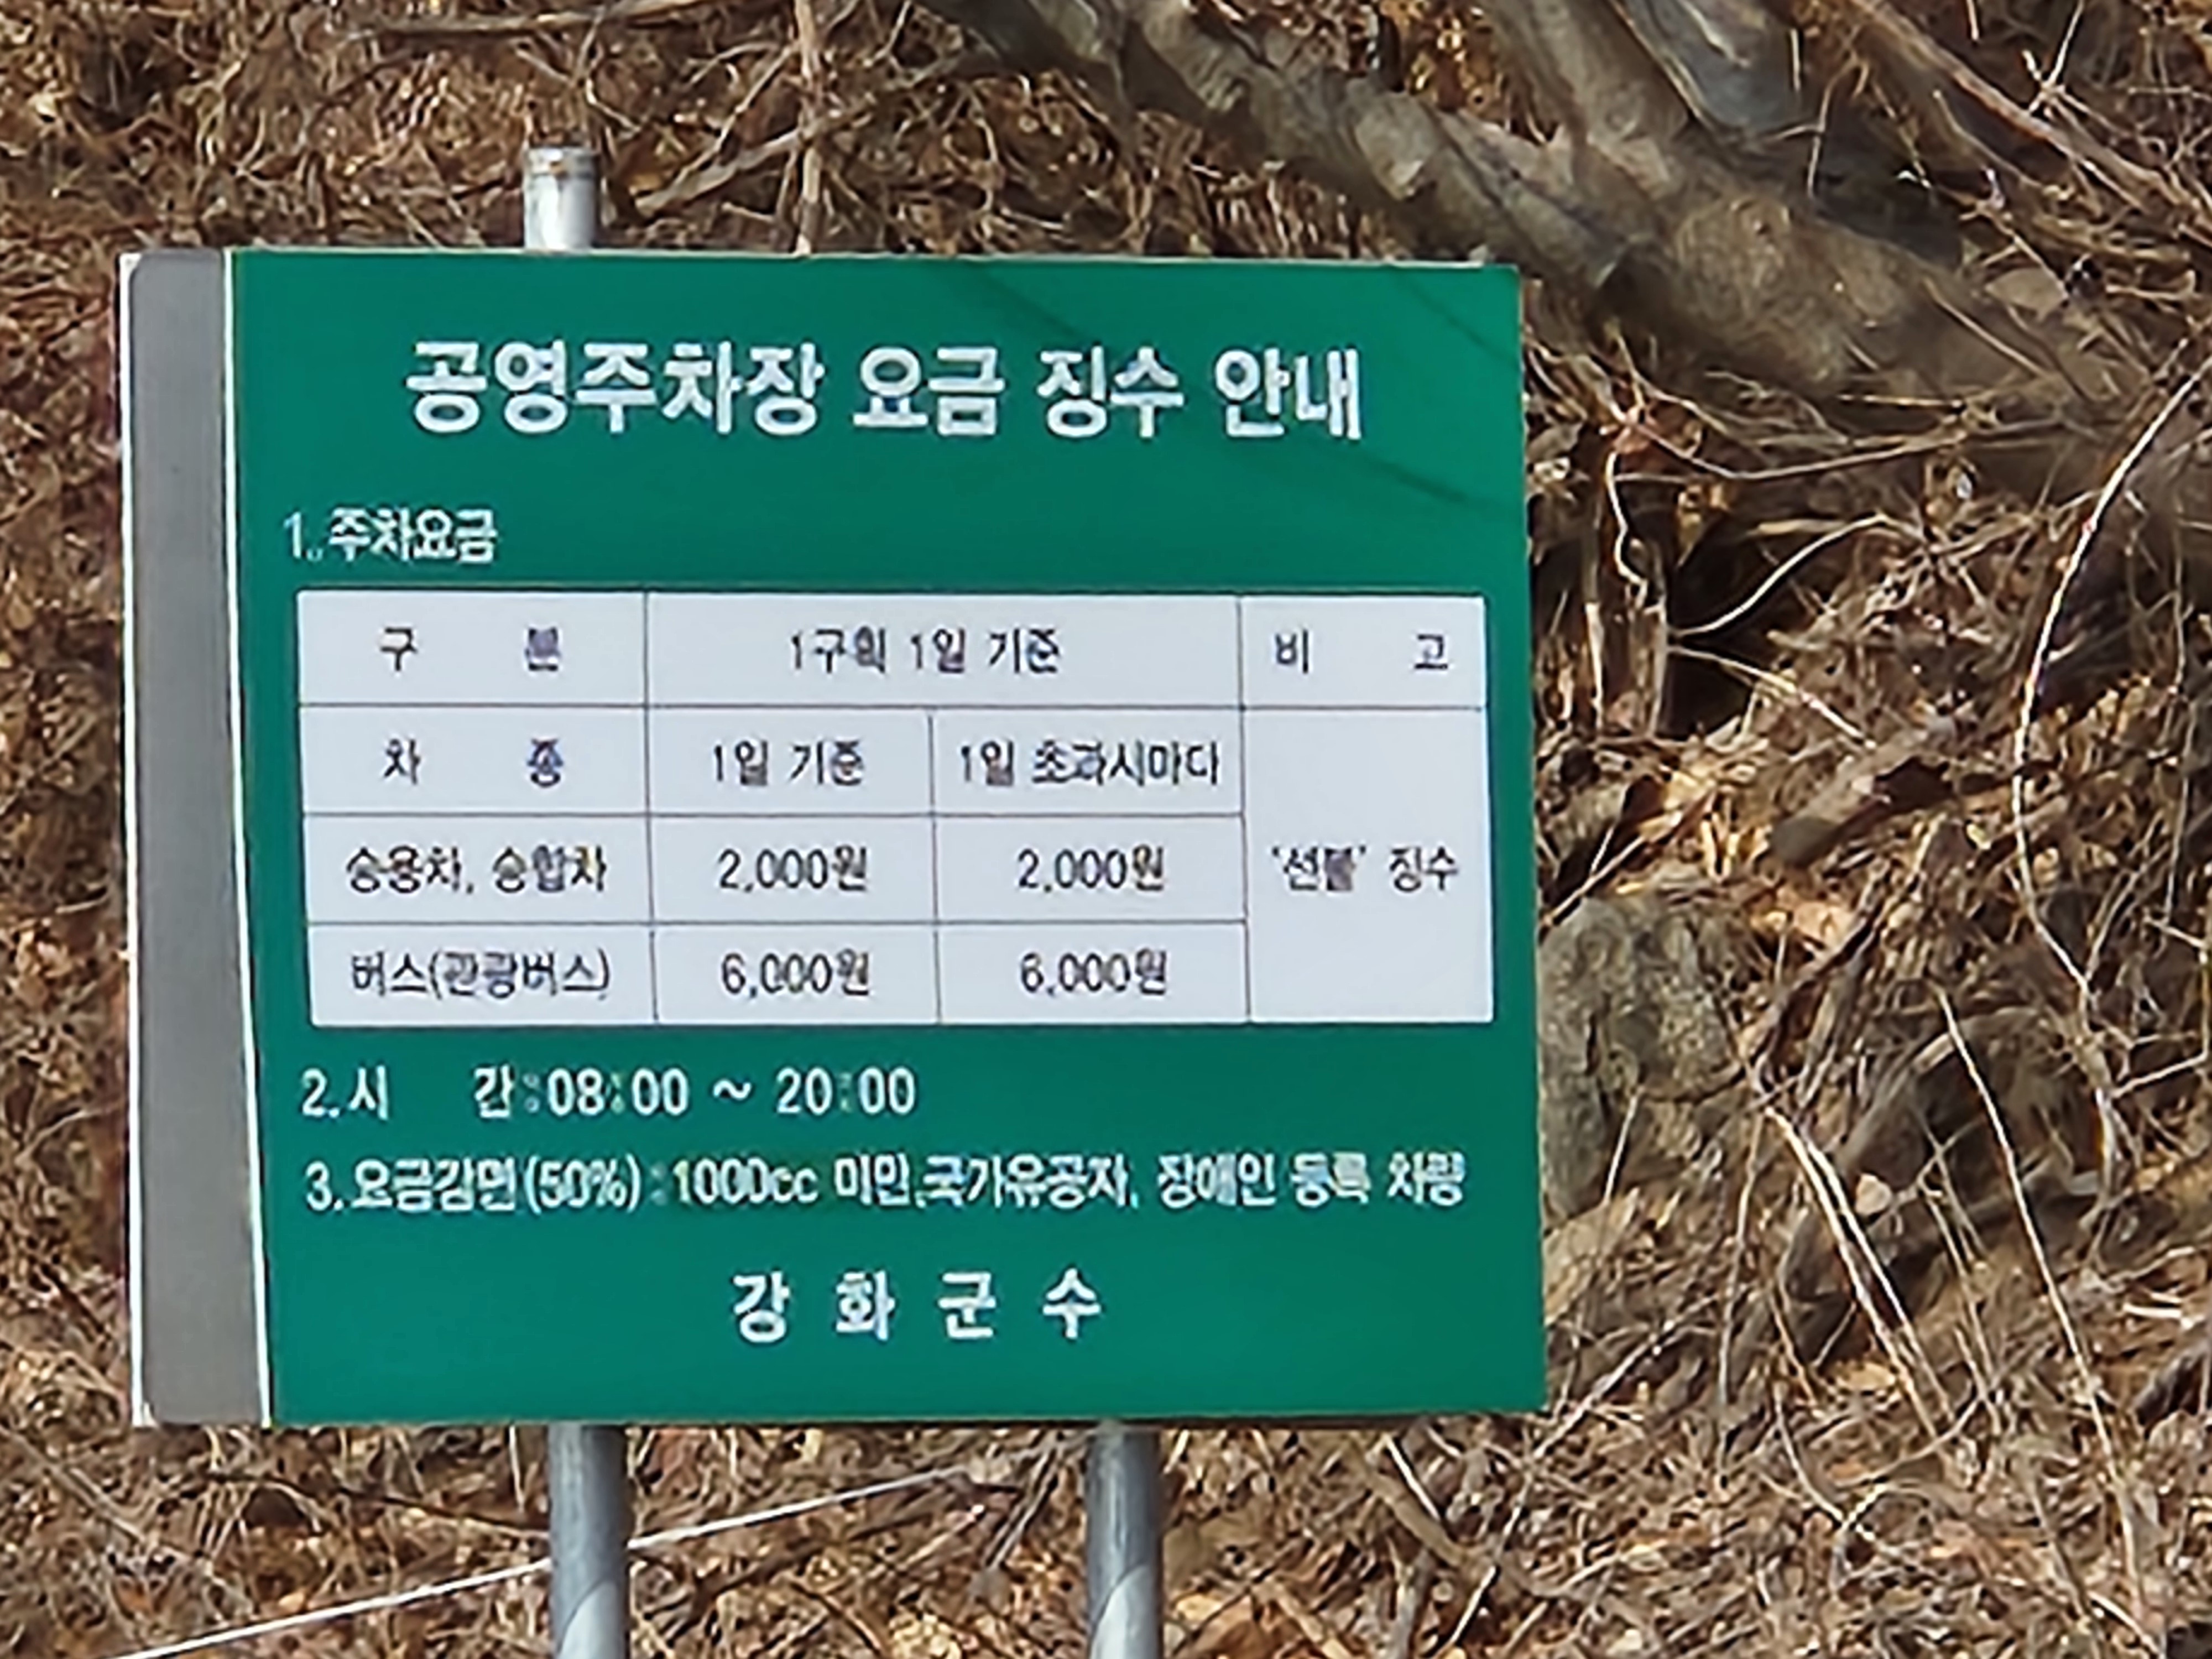 공영주차장 요금 징수 안내
1. 주차요금
구 분 1구획 1일 기준 비 고
차 종 1일 기준 1일 초과시마다
승용차, 승합차 2,000원 2,000원 '선불' 징수
버스(관광버스) 6,000원 6,000원
2. 시 간 : 08:00 ~ 20:00
3. 요금감면(50%) : 1000cc 미만, 국가유공자, 장애인 등록 차량
강 화 군 수